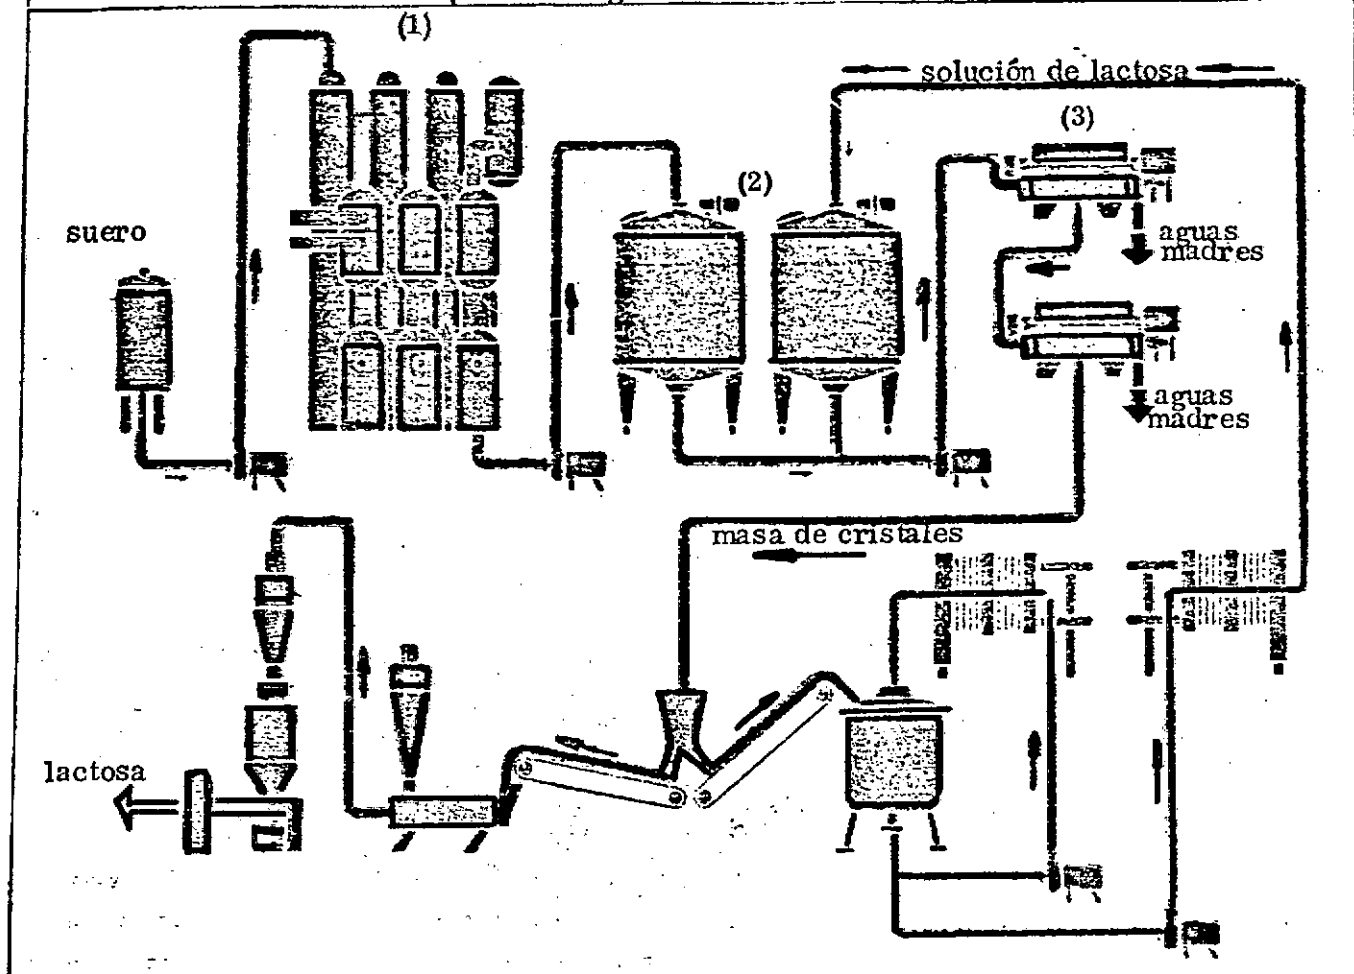 (1)
solución de lactosa
(3)
(2)
suero
aguas
madres
aguas
madres
masa de cristales
lactosa